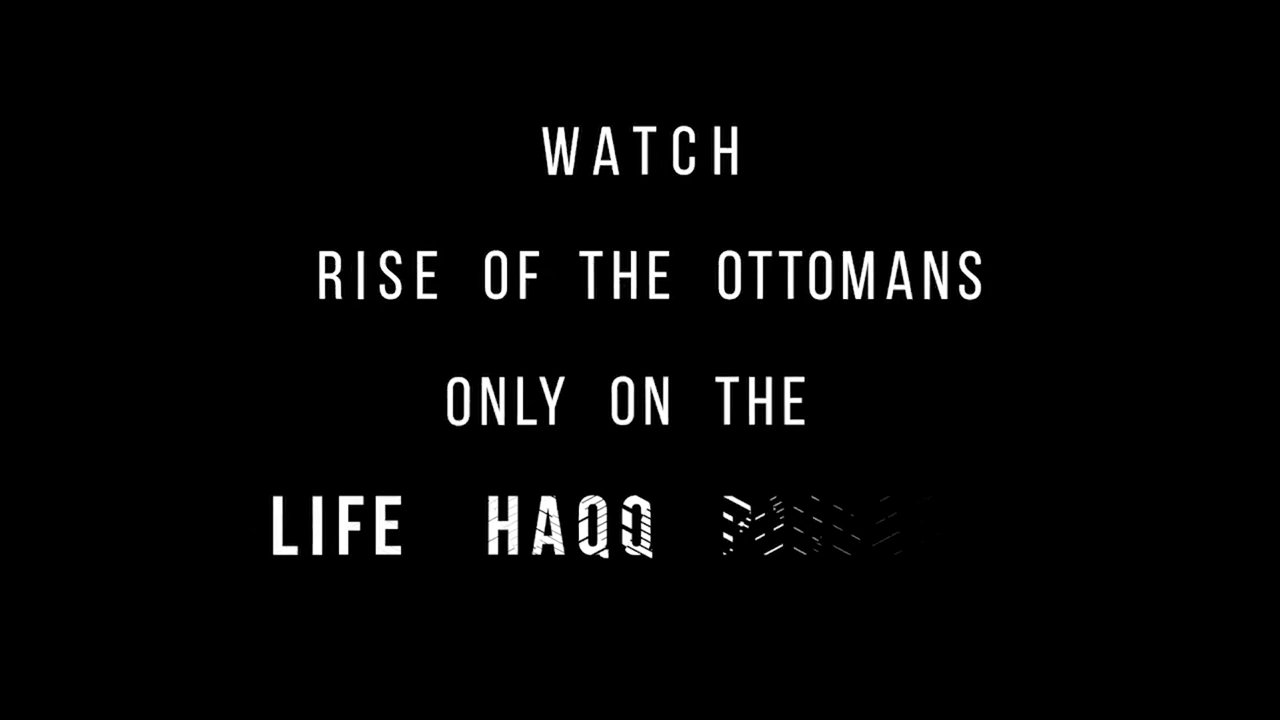 WATCH
RISE OF THE OTTOMANS
ONLY ON THE
LIFE HAQQ